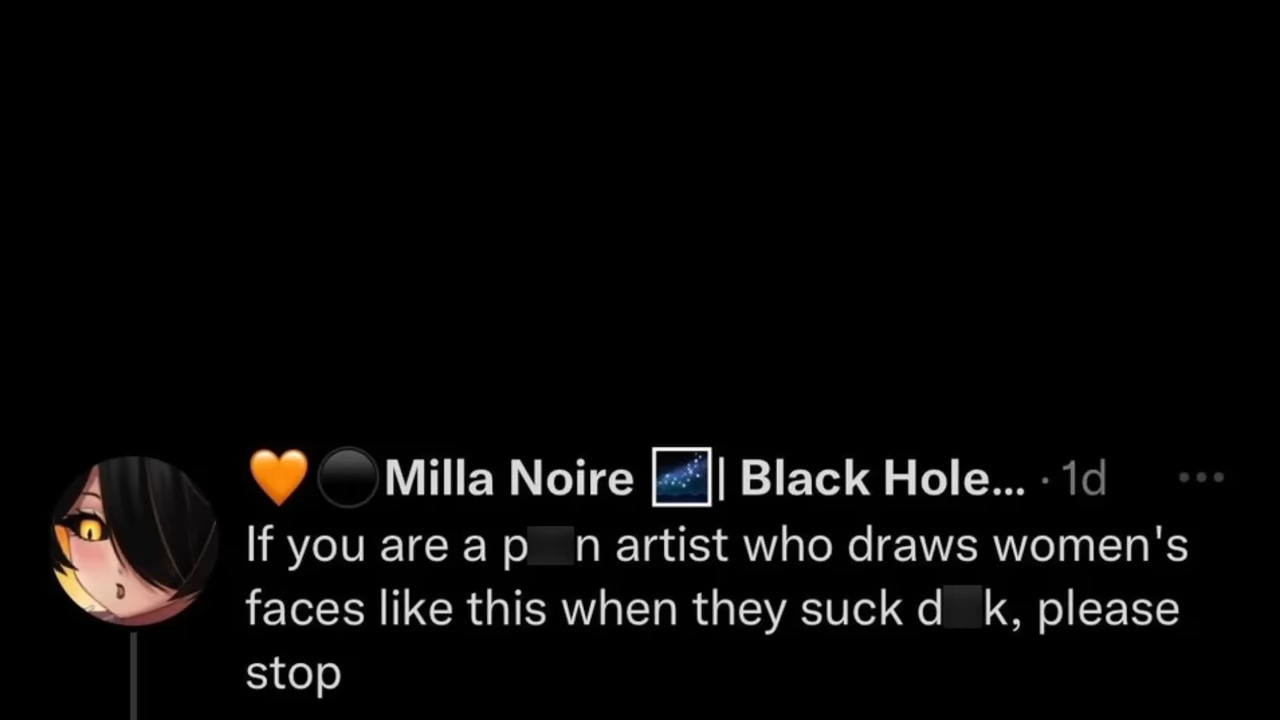 🧡⚫Milla Noire 🌌| Black Hole... · 1d
If you are a p▇n artist who draws women's
faces like this when they suck d▇k, please
stop